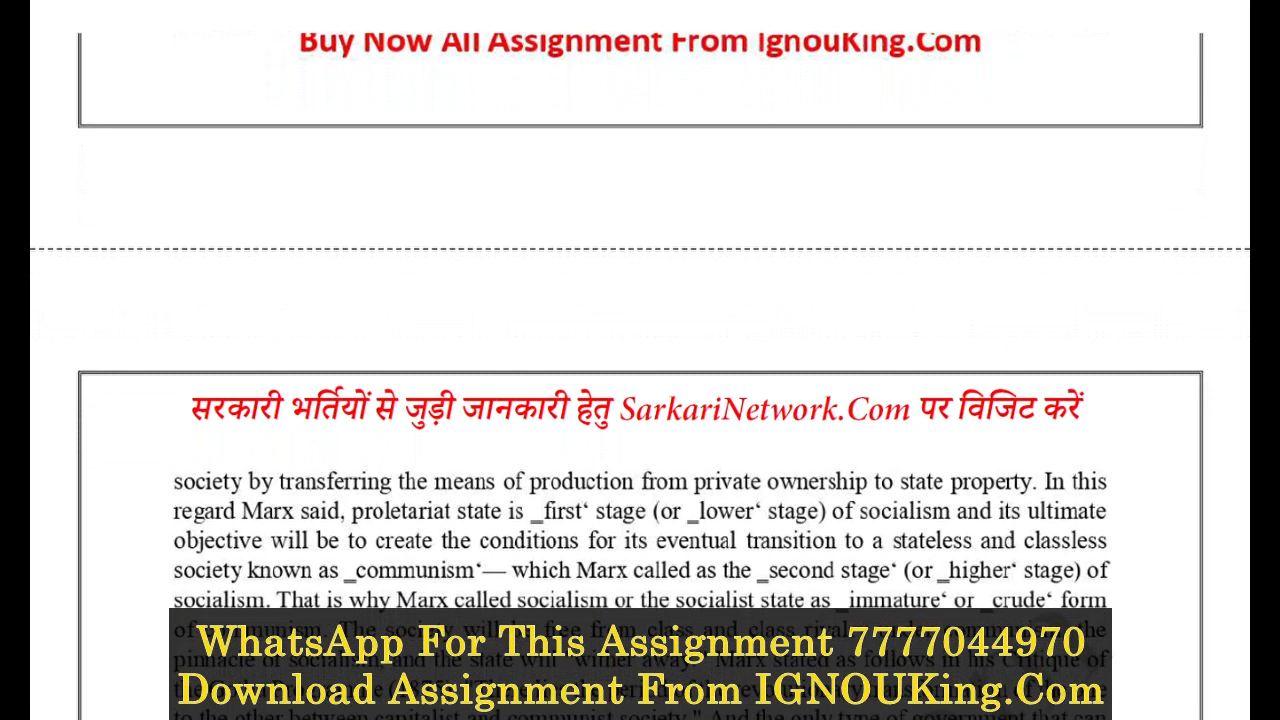 Buy Now All Assignment From IgnouKing.Com
सरकारी भर्तियों से जुड़ी जानकारी हेतु SarkariNetwork.Com पर विजिट करें
society by transferring the means of production from private ownership to state property. In this
regard Marx said, proletariat state is _first‘ stage (or _lower‘ stage) of socialism and its ultimate
objective will be to create the conditions for its eventual transition to a stateless and classless
society known as _communism‘— which Marx called as the _second stage‘ (or _higher‘ stage) of
socialism. That is why Marx called socialism or the socialist state as _immature‘ or _crude‘ form
WhatsApp For This Assignment 7777044970
Download Assignment From IGNOUKing.Com